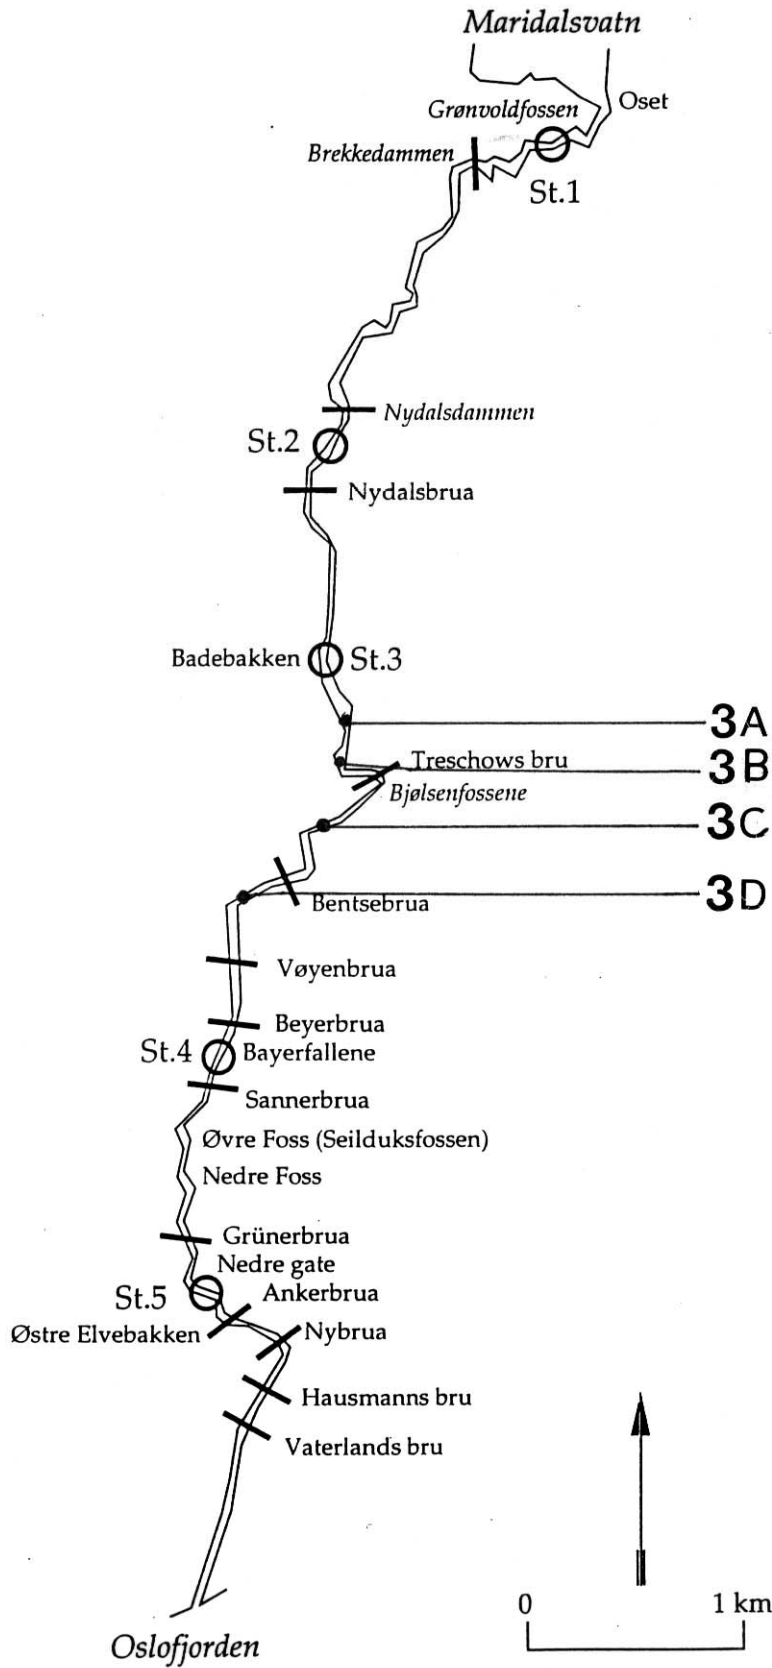 Maridalsvatn
Grønvoldfossen
Oset
Brekkedammen
St.1
Nydalsdammen
St.2
Nydalsbrua
Badebakken
St.3
3A
Treschows bru
3B
Bjølsenfossene
3C
3D
Bentsebrua
Vøyenbrua
Beyerbrua
St.4
Bayerfallene
Sannerbrua
Øvre Foss (Seilduksfossen)
Nedre Foss
Grünerbrua
Nedre gate
St.5
Ankerbrua
Østre Elvebakken
Nybrua
Hausmanns bru
Vaterlands bru
0
1 km
Oslofjorden